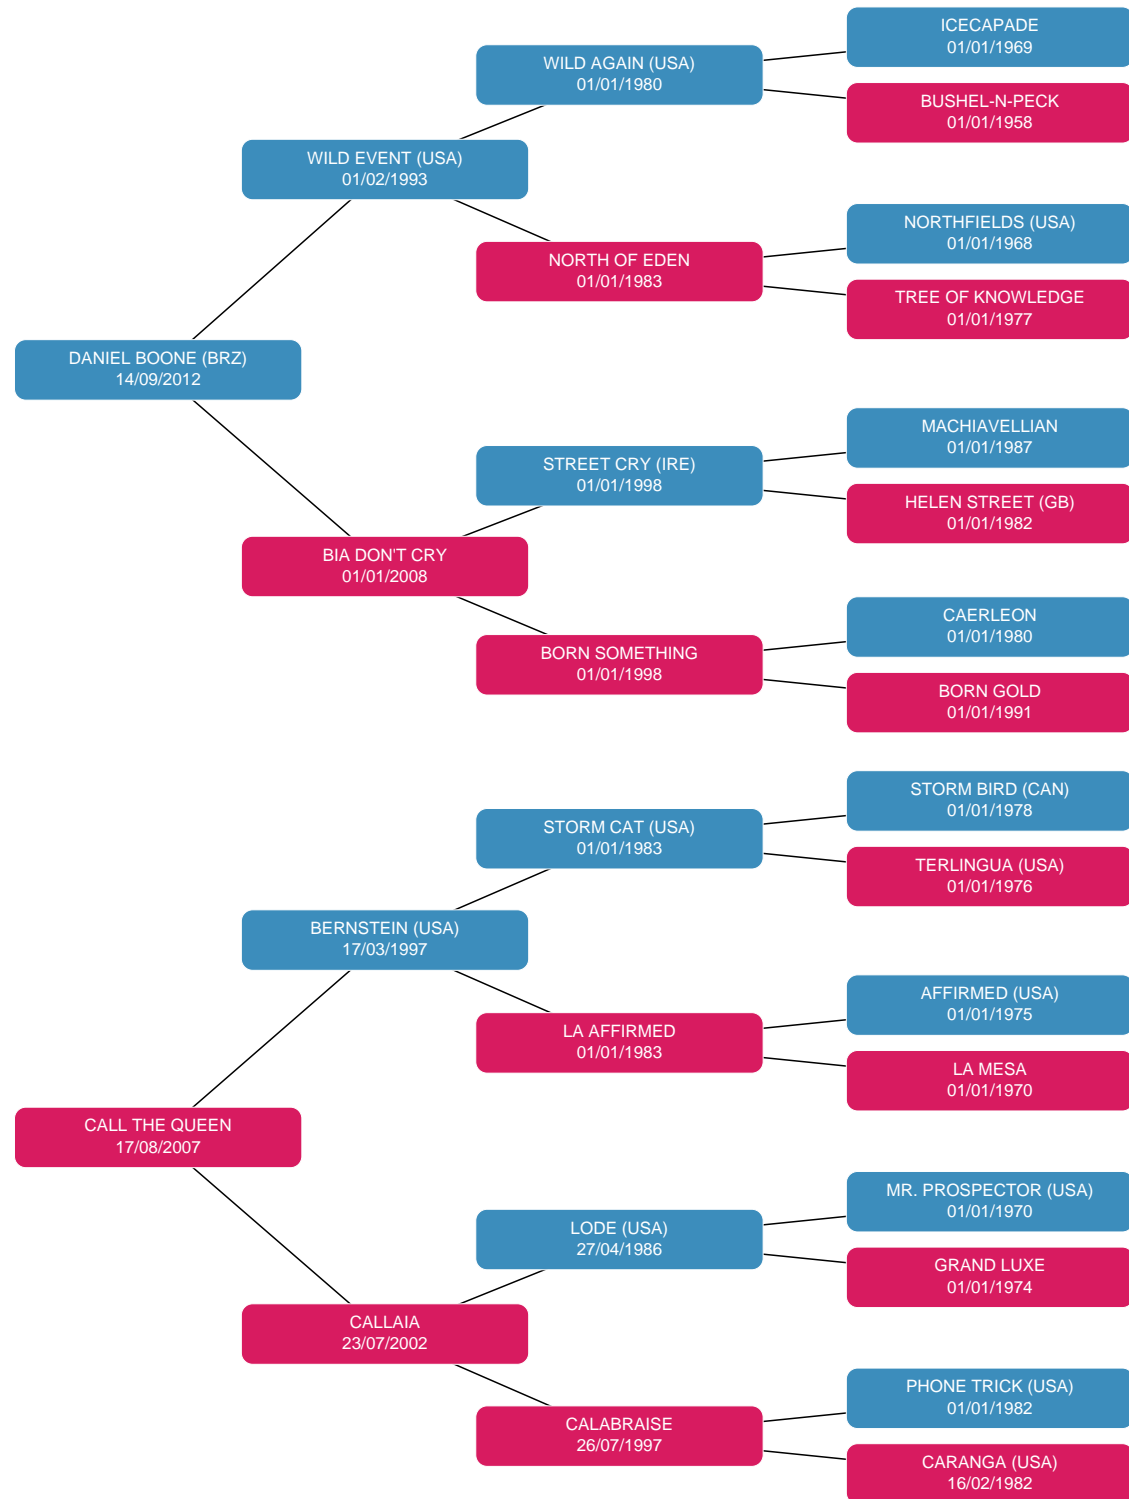 ICECAPADE
01/01/1969
WILD AGAIN (USA)
01/01/1980
BUSHEL-N-PECK
01/01/1958
WILD EVENT (USA)
01/02/1993
NORTHFIELDS (USA)
01/01/1968
NORTH OF EDEN
01/01/1983
TREE OF KNOWLEDGE
01/01/1977
DANIEL BOONE (BRZ)
14/09/2012
MACHIAVELLIAN
01/01/1987
STREET CRY (IRE)
01/01/1998
HELEN STREET (GB)
01/01/1982
BIA DON'T CRY
01/01/2008
CAERLEON
01/01/1980
BORN SOMETHING
01/01/1998
BORN GOLD
01/01/1991
STORM BIRD (CAN)
01/01/1978
STORM CAT (USA)
01/01/1983
TERLINGUA (USA)
01/01/1976
BERNSTEIN (USA)
17/03/1997
AFFIRMED (USA)
01/01/1975
LA AFFIRMED
01/01/1983
LA MESA
01/01/1970
CALL THE QUEEN
17/08/2007
MR. PROSPECTOR (USA)
01/01/1970
LODE (USA)
27/04/1986
GRAND LUXE
01/01/1974
CALLAIA
23/07/2002
PHONE TRICK (USA)
01/01/1982
CALABRAISE
26/07/1997
CARANGA (USA)
16/02/1982